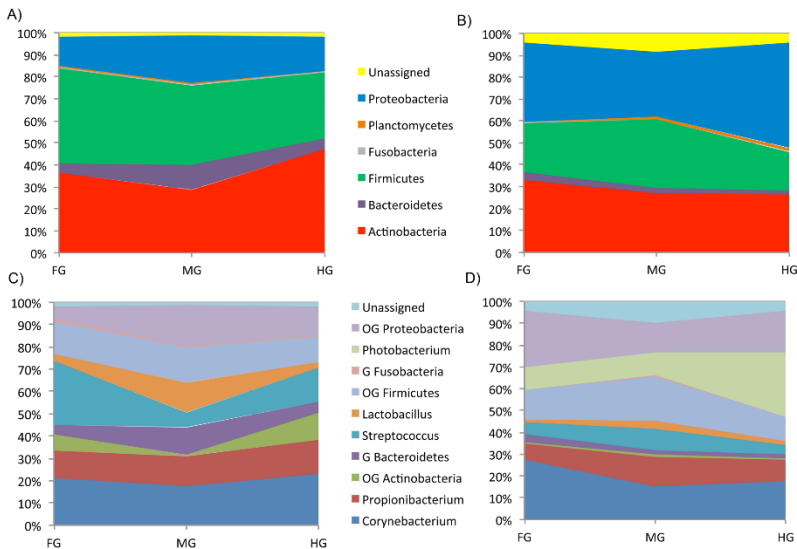 A)
100%
90%
80%
70%
60%
50%
40%
30%
20%
10%
0%
FG MG HG
Unassigned
Proteobacteria
Planctomycetes
Fusobacteria
Firmicutes
Bacteroidetes
Actinobacteria
B)
100%
90%
80%
70%
60%
50%
40%
30%
20%
10%
0%
FG MG HG
C)
100%
90%
80%
70%
60%
50%
40%
30%
20%
10%
0%
FG MG HG
Unassigned
OG Proteobacteria
Photobacterium
G Fusobacteria
OG Firmicutes
Lactobacillus
Streptococcus
G Bacteroidetes
OG Actinobacteria
Propionibacterium
Corynebacterium
D)
100%
90%
80%
70%
60%
50%
40%
30%
20%
10%
0%
FG MG HG